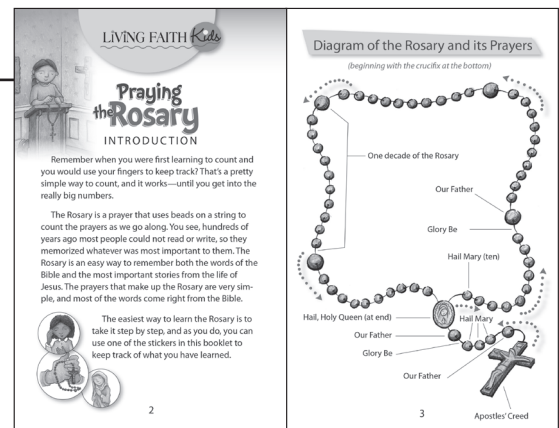 LiViNG FAiTH Kids
Praying
the Rosary
INTRODUCTION
Remember when you were first learning to count and
you would use your fingers to keep track? That's a pretty
simple way to count, and it works—until you get into the
really big numbers.
The Rosary is a prayer that uses beads on a string to
count the prayers as we go along. You see, hundreds of
years ago most people could not read or write, so they
memorized whatever was most important to them. The
Rosary is an easy way to remember both the words of the
Bible and the most important stories from the life of
Jesus. The prayers that make up the Rosary are very sim-
ple, and most of the words come right from the Bible.
The easiest way to learn the Rosary is to
take it step by step, and as you do, you can
use one of the stickers in this booklet to
keep track of what you have learned.
2
Diagram of the Rosary and its Prayers
(beginning with the crucifix at the bottom)
One decade of the Rosary
Our Father
Glory Be
Hail Mary (ten)
Hail, Holy Queen (at end)
Hail Mary
Our Father
Glory Be
Our Father
Apostles' Creed
3